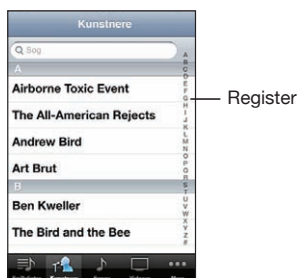 Kunstnere
Søg
A
Airborne Toxic Event
The All-American Rejects
Andrew Bird
Art Brut
B
Ben Kweller
The Bird and the Bee
A
B
C
D
E
F
G
H
I
J
K
L
M
N
O
P
Q
R
S
T
U
V
W
X
Y
Z
#
Register